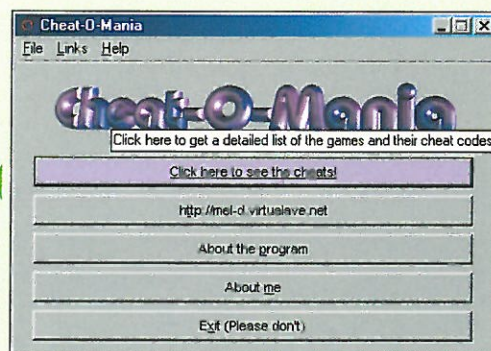 Cheat-O-Mania
File Links Help
Cheat-O-Mania
Click here to get a detailed list of the games and their cheat codes
Click here to see the cheats!
http://mel-d.virtualave.net
About the program
About me
Exit (Please don't)